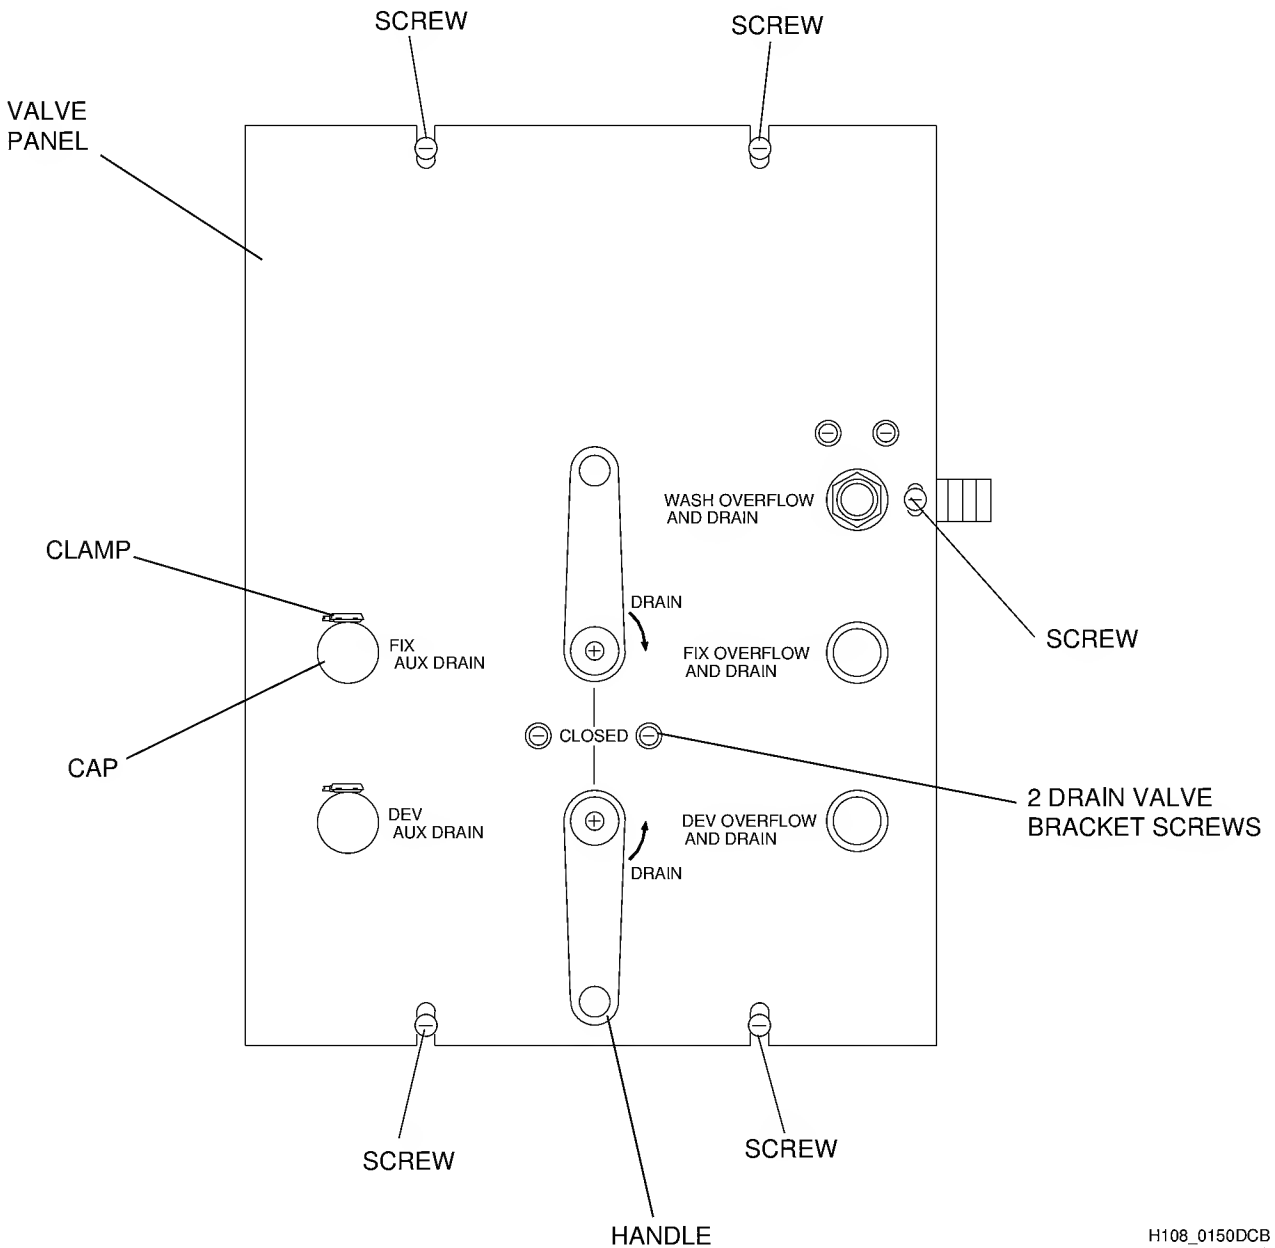 SCREW
SCREW
VALVE
PANEL
WASH OVERFLOW
AND DRAIN
CLAMP
DRAIN
FIX
AUX DRAIN
FIX OVERFLOW
AND DRAIN
SCREW
CLOSED
CAP
2 DRAIN VALVE
BRACKET SCREWS
DEV
AUX DRAIN
DEV OVERFLOW
AND DRAIN
DRAIN
SCREW
SCREW
HANDLE
H108_0150DCB